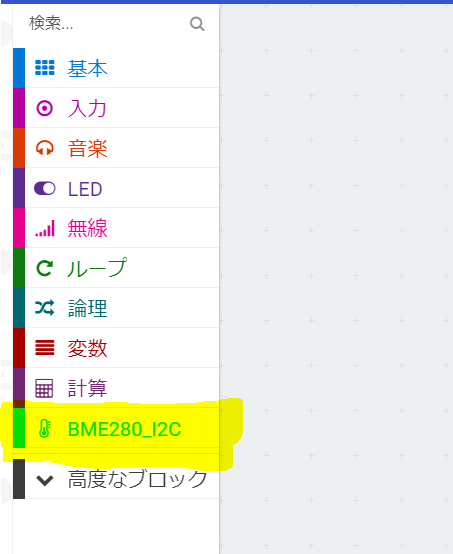 検索...
基本
入力
音楽
LED
無線
ループ
論理
変数
計算
BME280_I2C
高度なブロック